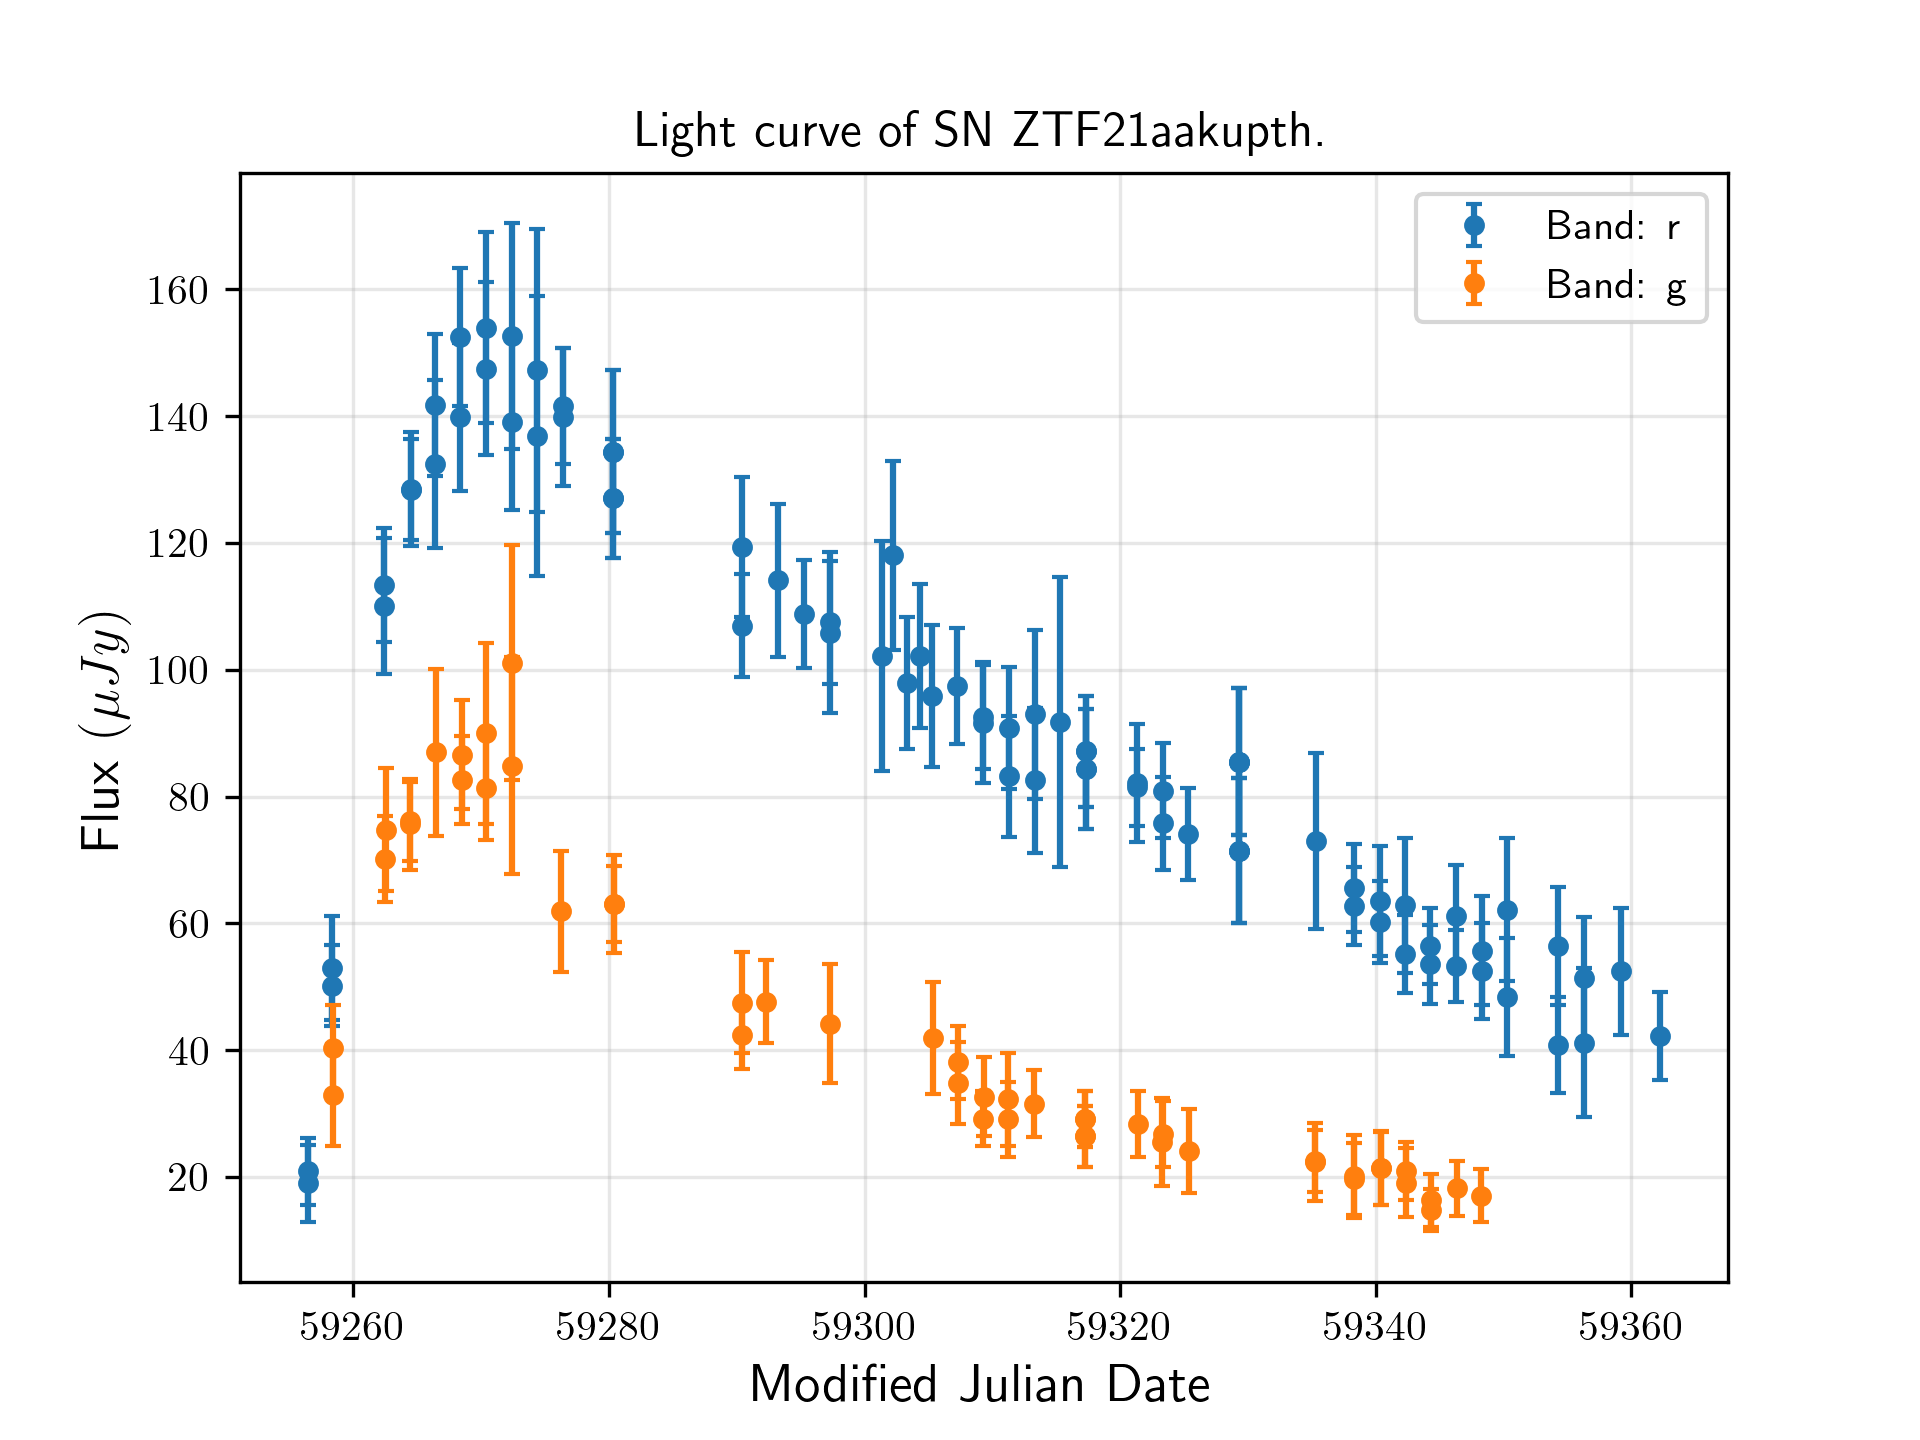 Light curve of SN ZTF21aakupth.
Band: r
Band: g
160
140
120
100
80
60
40
20
Flux (μJy)
59260 59280 59300 59320 59340 59360
Modified Julian Date